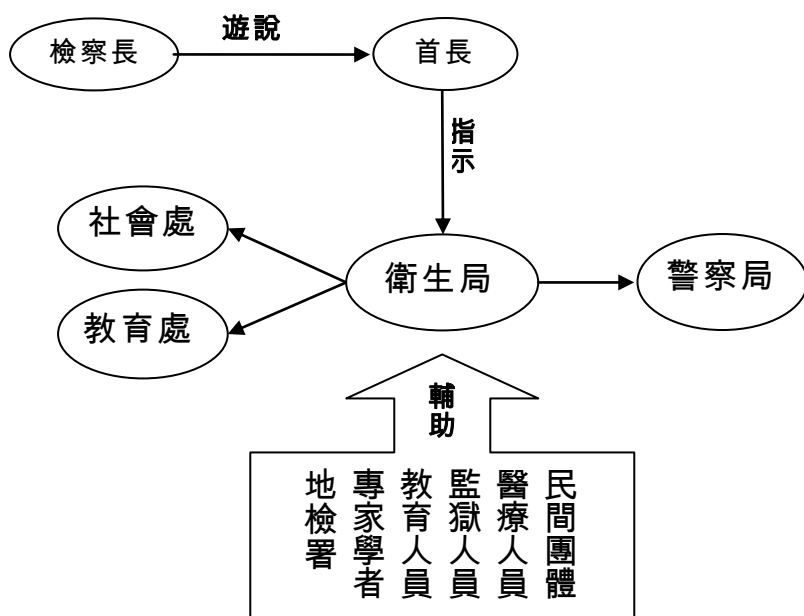 檢察長
遊說
首長
指示
社會處
衛生局
警察局
教育處
輔助
地檢署
專家學者
教育人員
監獄人員
醫療人員
民間團體